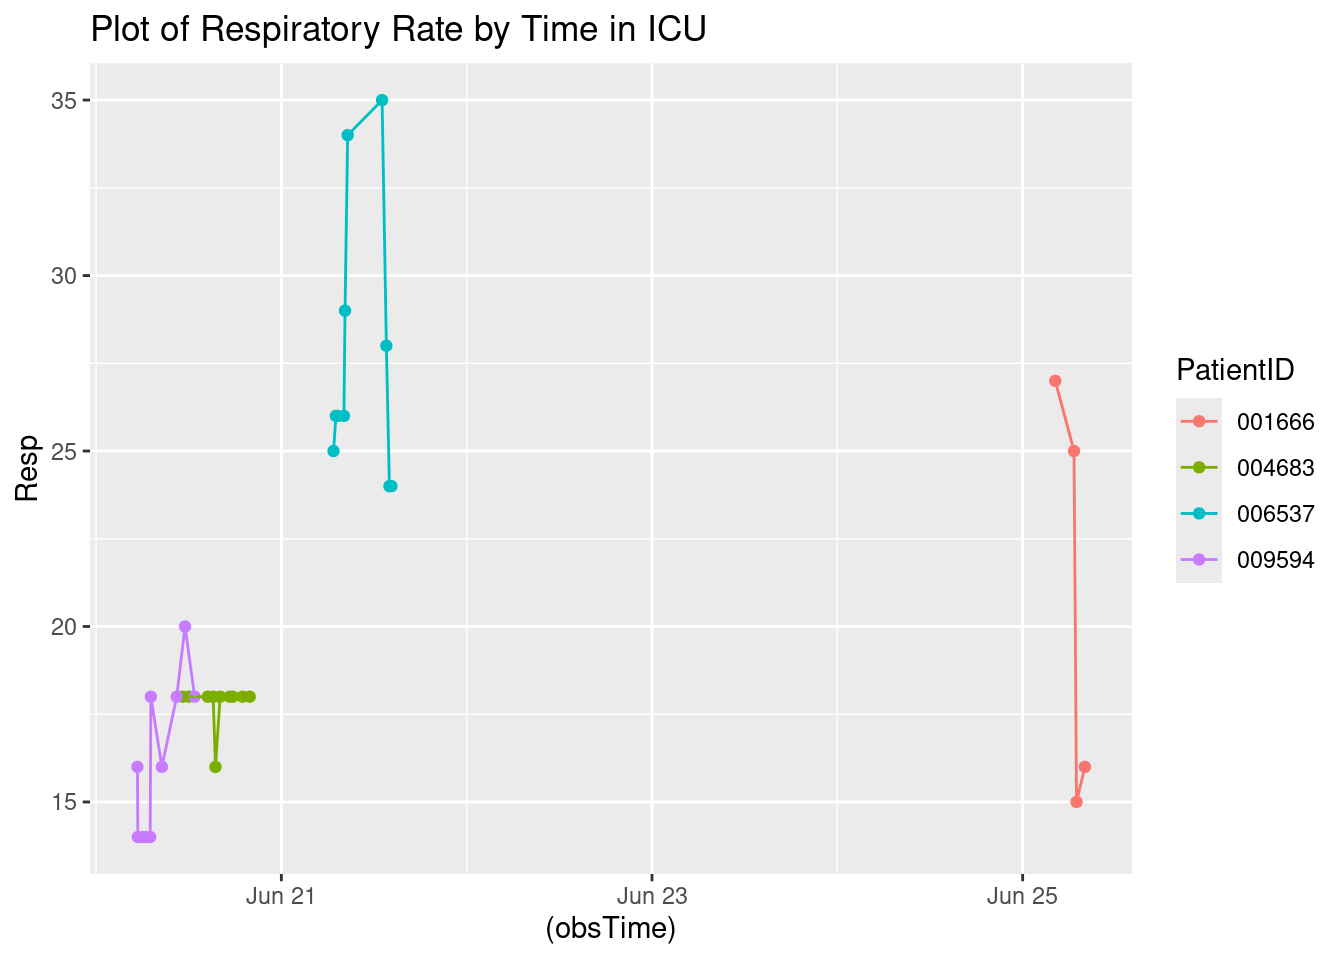 Plot of Respiratory Rate by Time in ICU
35
30
25
20
15
Resp
Jun 21
Jun 23
Jun 25
(obsTime)
PatientID
001666
004683
006537
009594